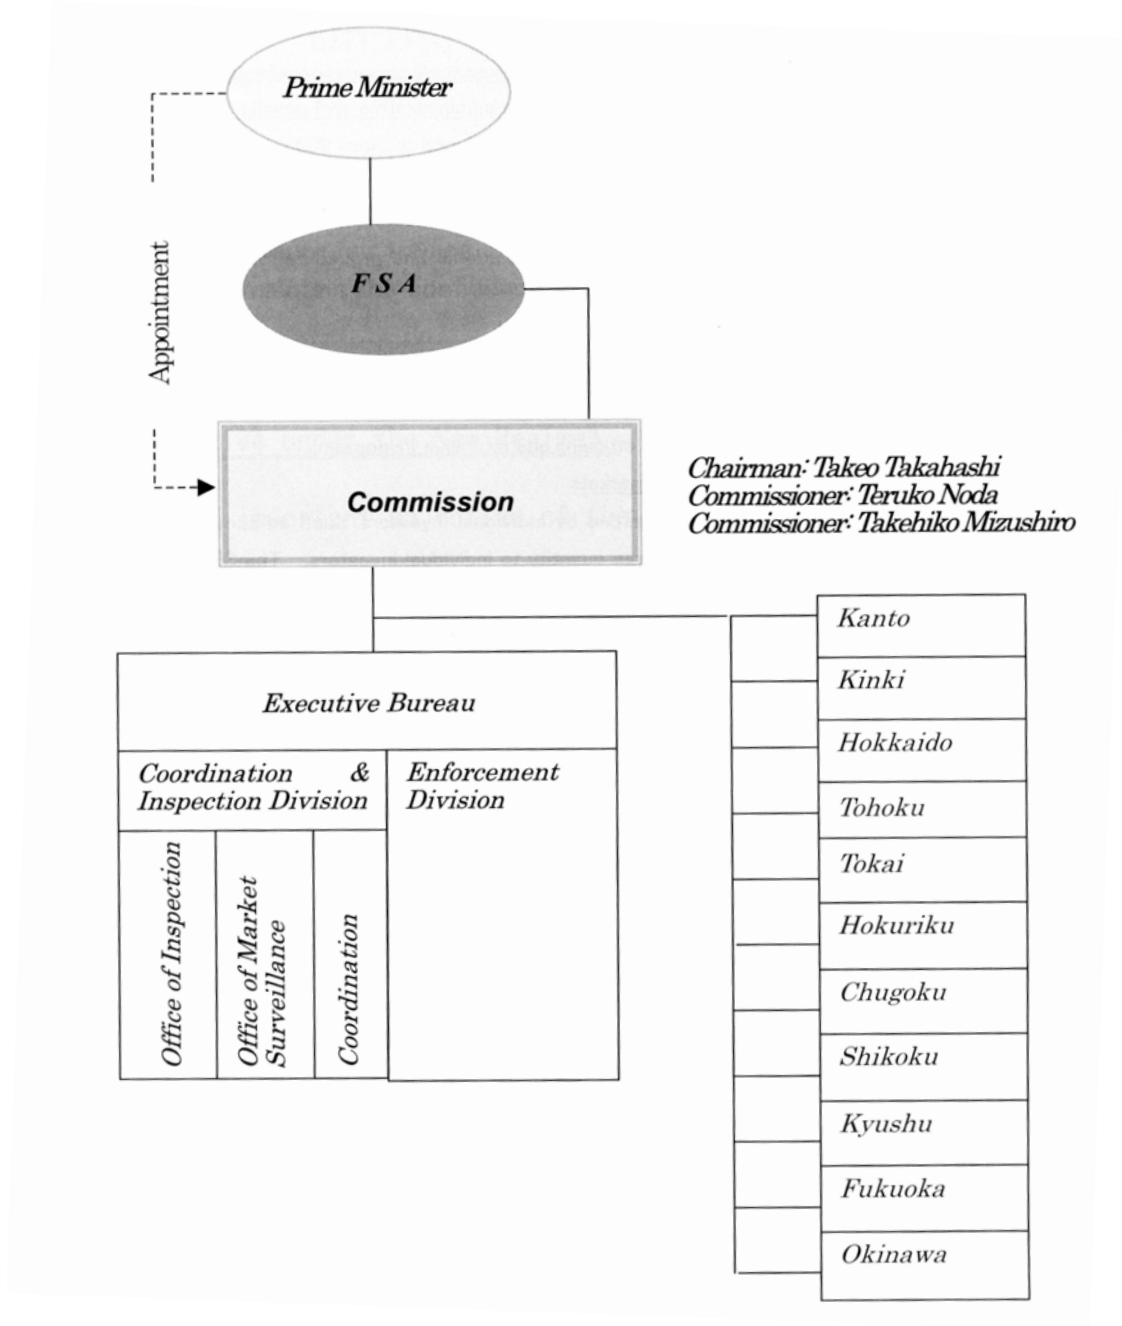 Prime Minister
Appointment
F S A
Commission
Chairman: Takeo Takahashi
Commissioner: Teruko Noda
Commissioner: Takehiko Mizushiro
Executive Bureau
Coordination &
Inspection Division
Enforcement
Division
Office of Inspection
Office of Market
Surveillance
Coordination
Kanto
Kinki
Hokkaido
Tohoku
Tokai
Hokuriku
Chugoku
Shikoku
Kyushu
Fukuoka
Okinawa